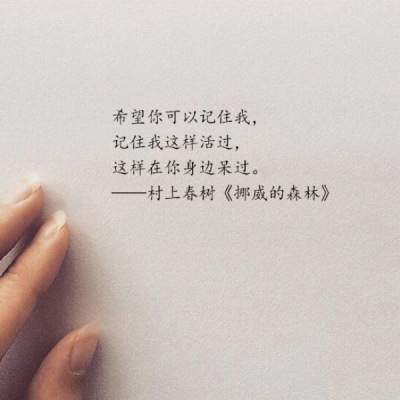 希望你可以记住我，
记住我这样活过，
这样在你身边呆过。
——村上春树《挪威的森林》